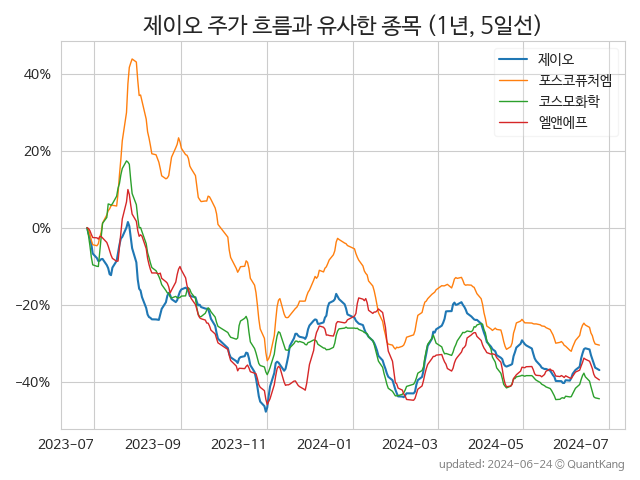 제이오 주가 흐름과 유사한 종목 (1년, 5일선)
제이오
포스코퓨처엠
코스모화학
엘앤에프
40%
20%
0%
−20%
−40%
2023-07
2023-09
2023-11
2024-01
2024-03
2024-05
2024-07
updated: 2024-06-24 © QuantKang